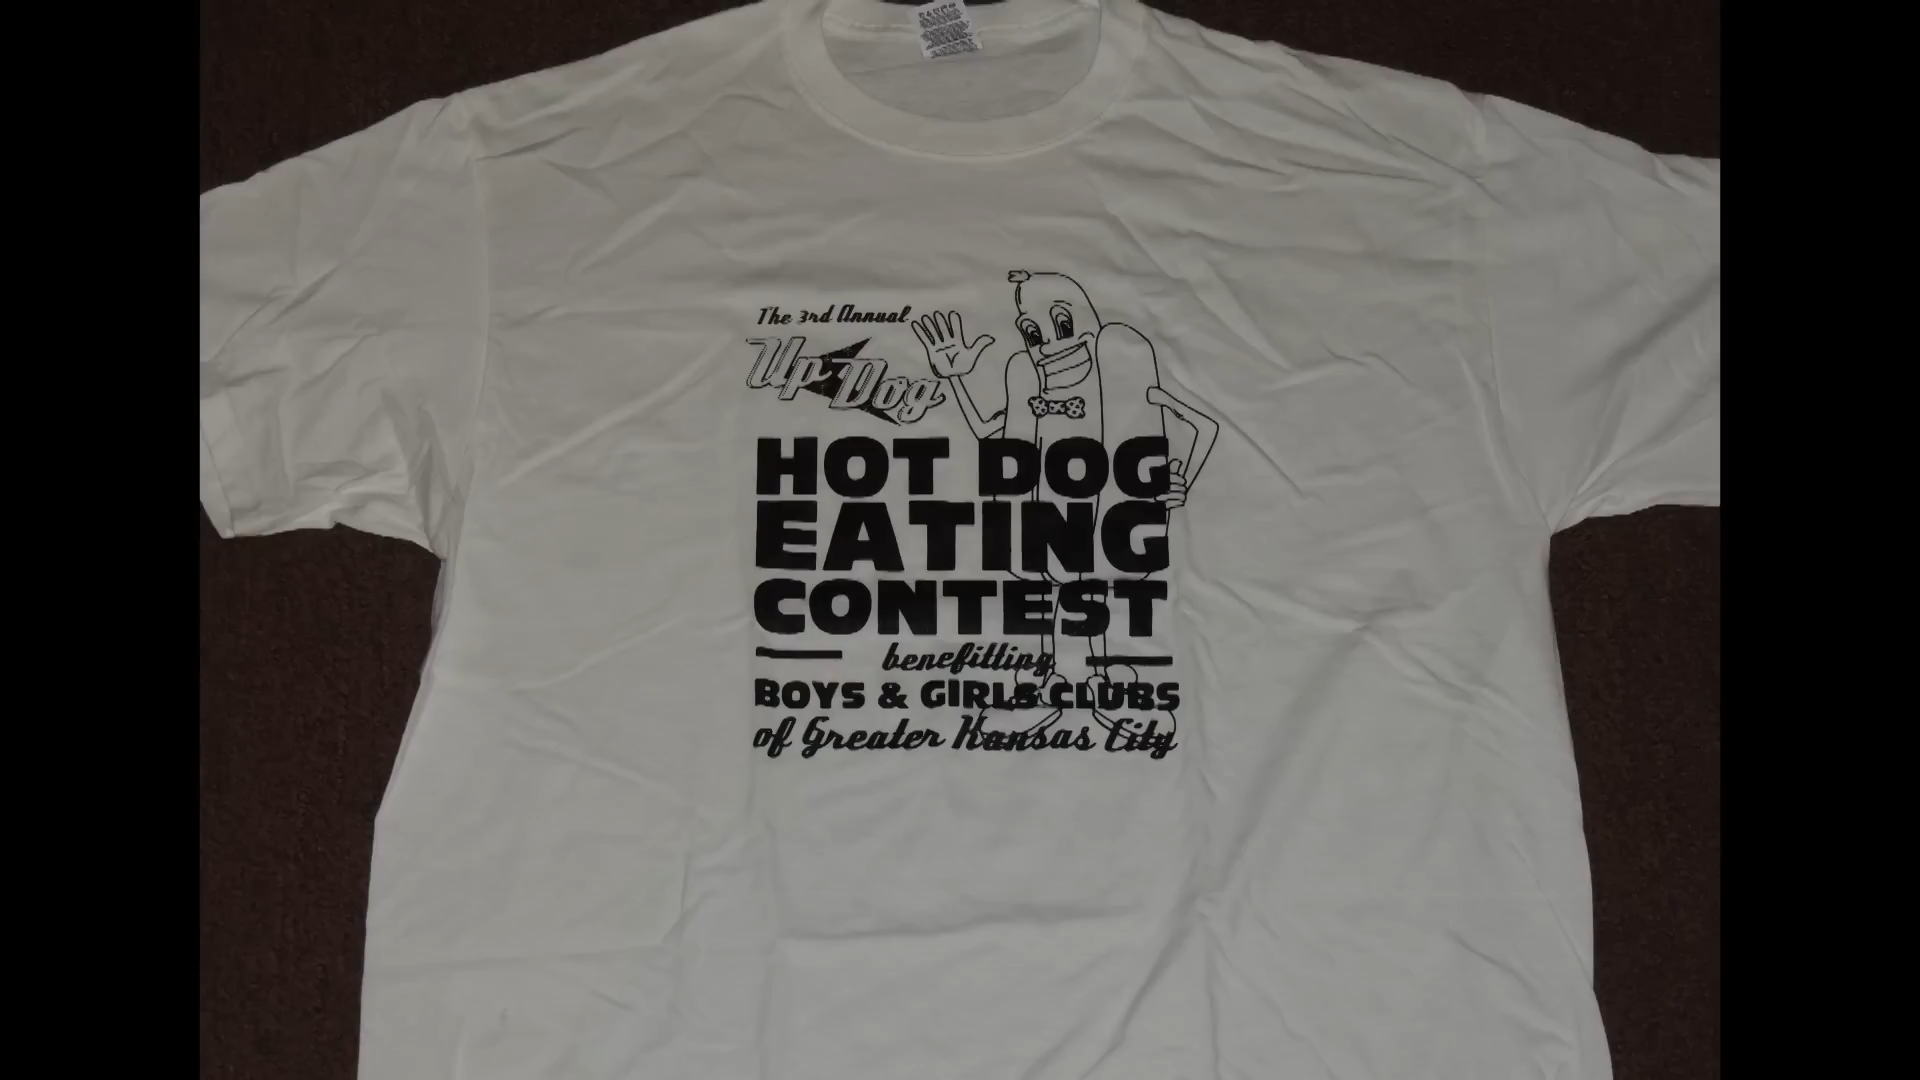 The 3rd Annual
Up Dog
HOT DOG
EATING
CONTEST
benefitting
BOYS & GIRLS CLUBS
of Greater Kansas City